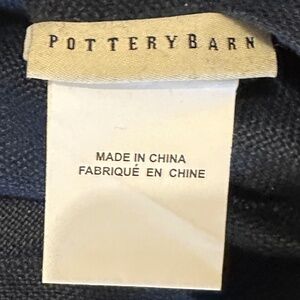 POTTERYBARN
MADE IN CHINA
FABRIQUÉ EN CHINE